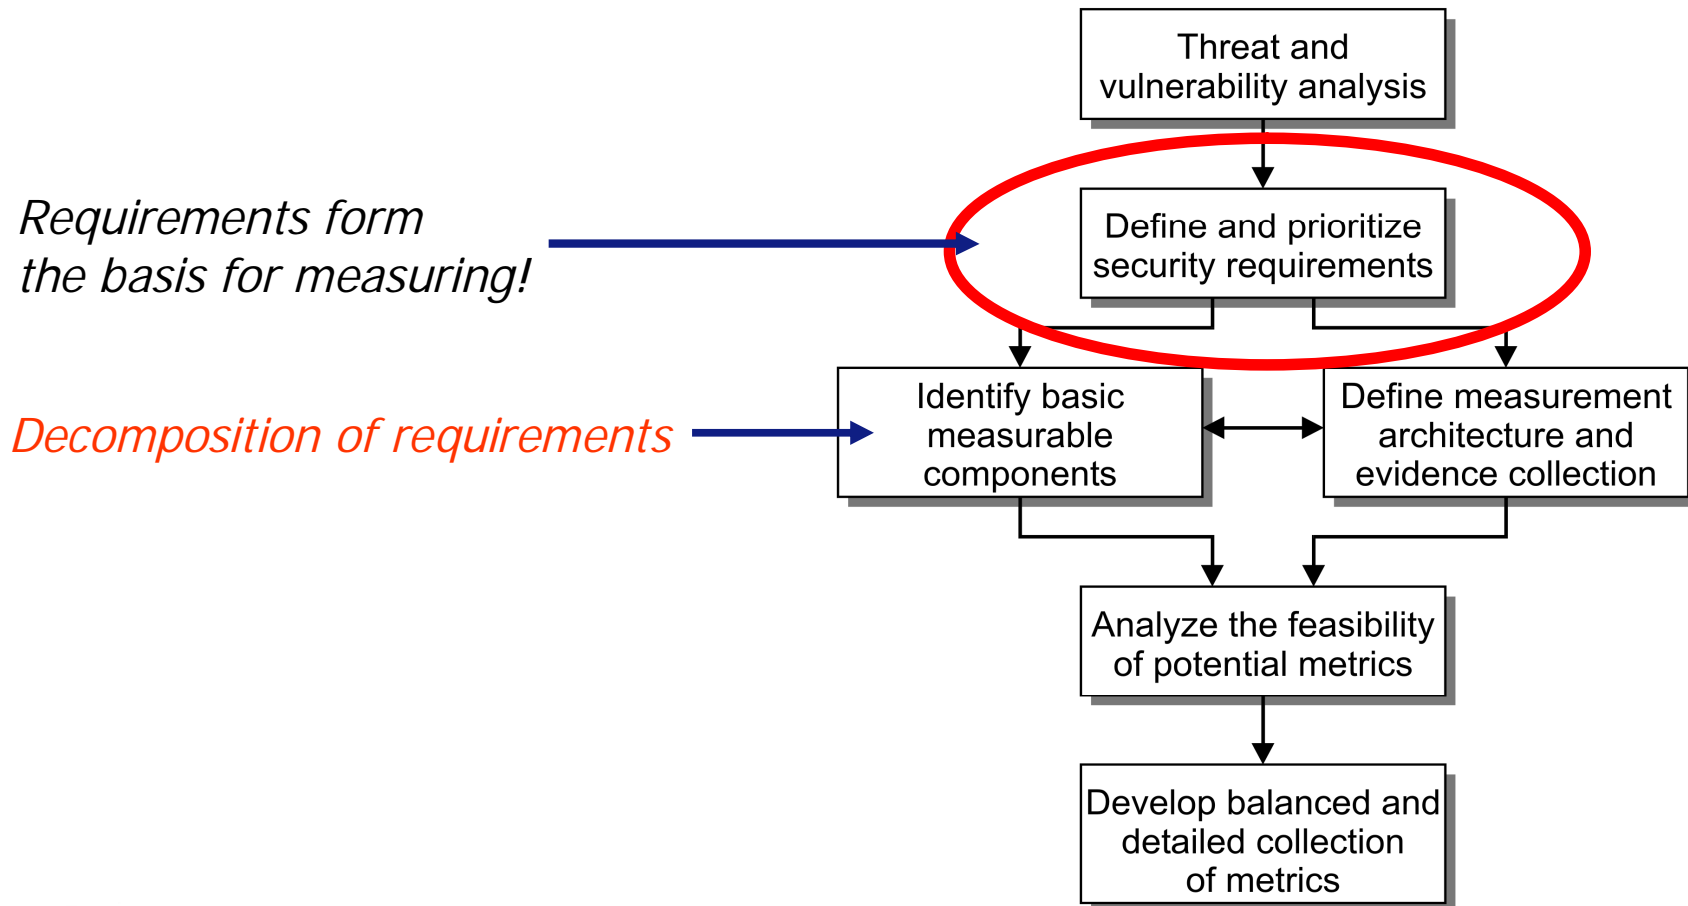 Threat and
vulnerability analysis
Requirements form
the basis for measuring!
Define and prioritize
security requirements
Decomposition of requirements
Identify basic
measurable
components
Define measurement
architecture and
evidence collection
Analyze the feasibility
of potential metrics
Develop balanced and
detailed collection
of metrics